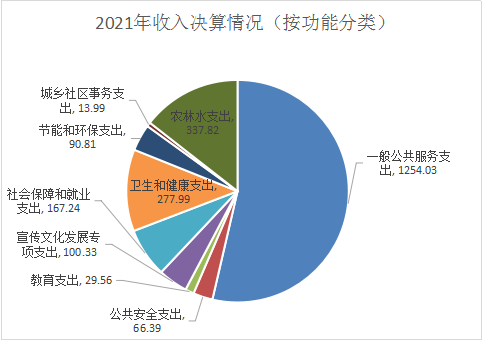 2021年收入决算情况（按功能分类）
城乡社区事务支
出, 13.99
节能和环保支出,
90.81
农林水支出,
337.82
一般公共服务支
出, 1254.03
卫生和健康支出,
277.99
社会保障和就业
支出, 167.24
宣传文化发展专
项支出, 100.33
教育支出, 29.56
公共安全支出,
66.39